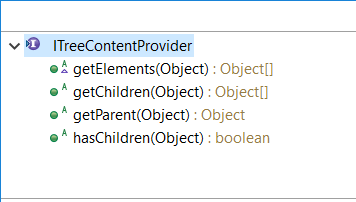 ITreeContentProvider
getElements(Object) : Object[]
getChildren(Object) : Object[]
getParent(Object) : Object
hasChildren(Object) : boolean